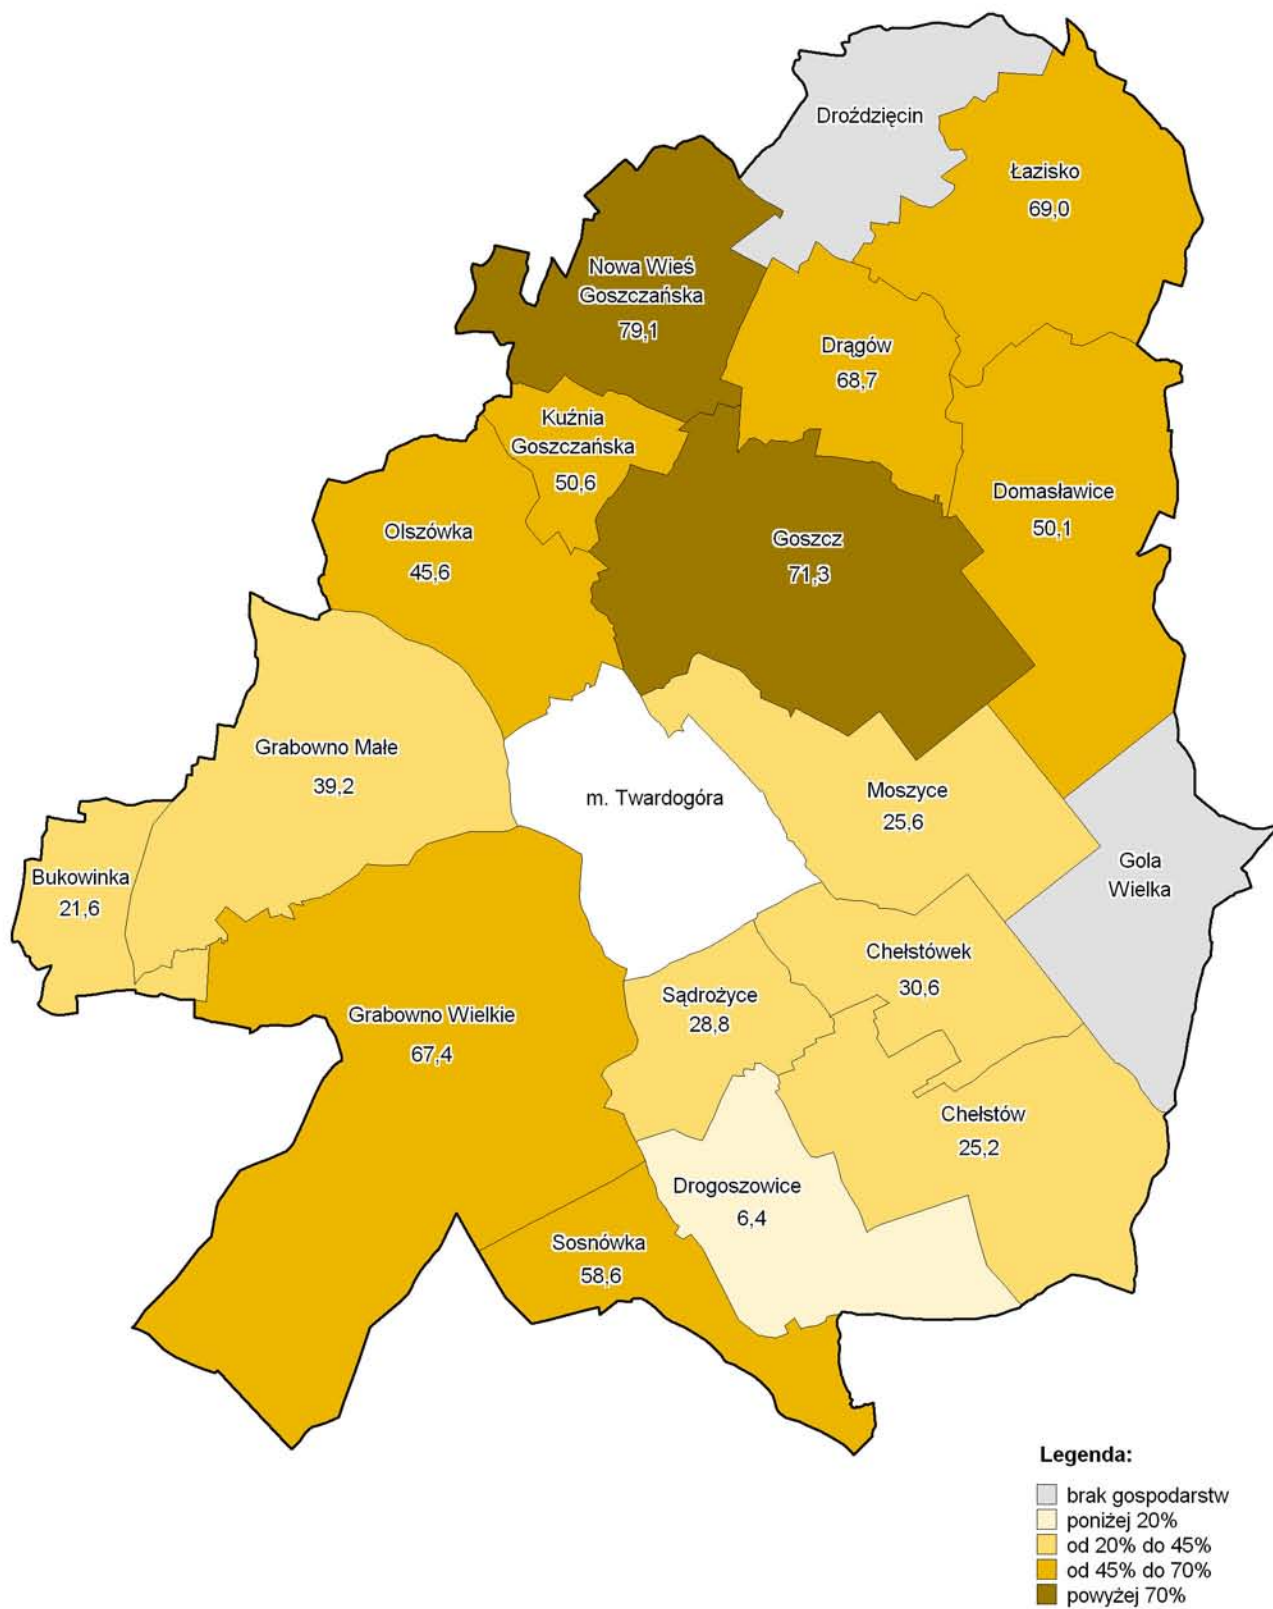 Droździęcin
Łazisko
69,0
Nowa Wieś
Goszczańska
79,1
Drągów
68,7
Kuźnia
Goszczańska
50,6
Domasławice
50,1
Olszówka
45,6
Goszcz
71,3
Grabowno Małe
39,2
m. Twardogóra
Moszyce
25,6
Gola
Wielka
Bukowinka
21,6
Chełstówek
30,6
Sądrożyce
28,8
Grabowno Wielkie
67,4
Chełstów
25,2
Drogoszowice
6,4
Sosnówka
58,6
Legenda:
brak gospodarstw
poniżej 20%
od 20% do 45%
od 45% do 70%
powyżej 70%